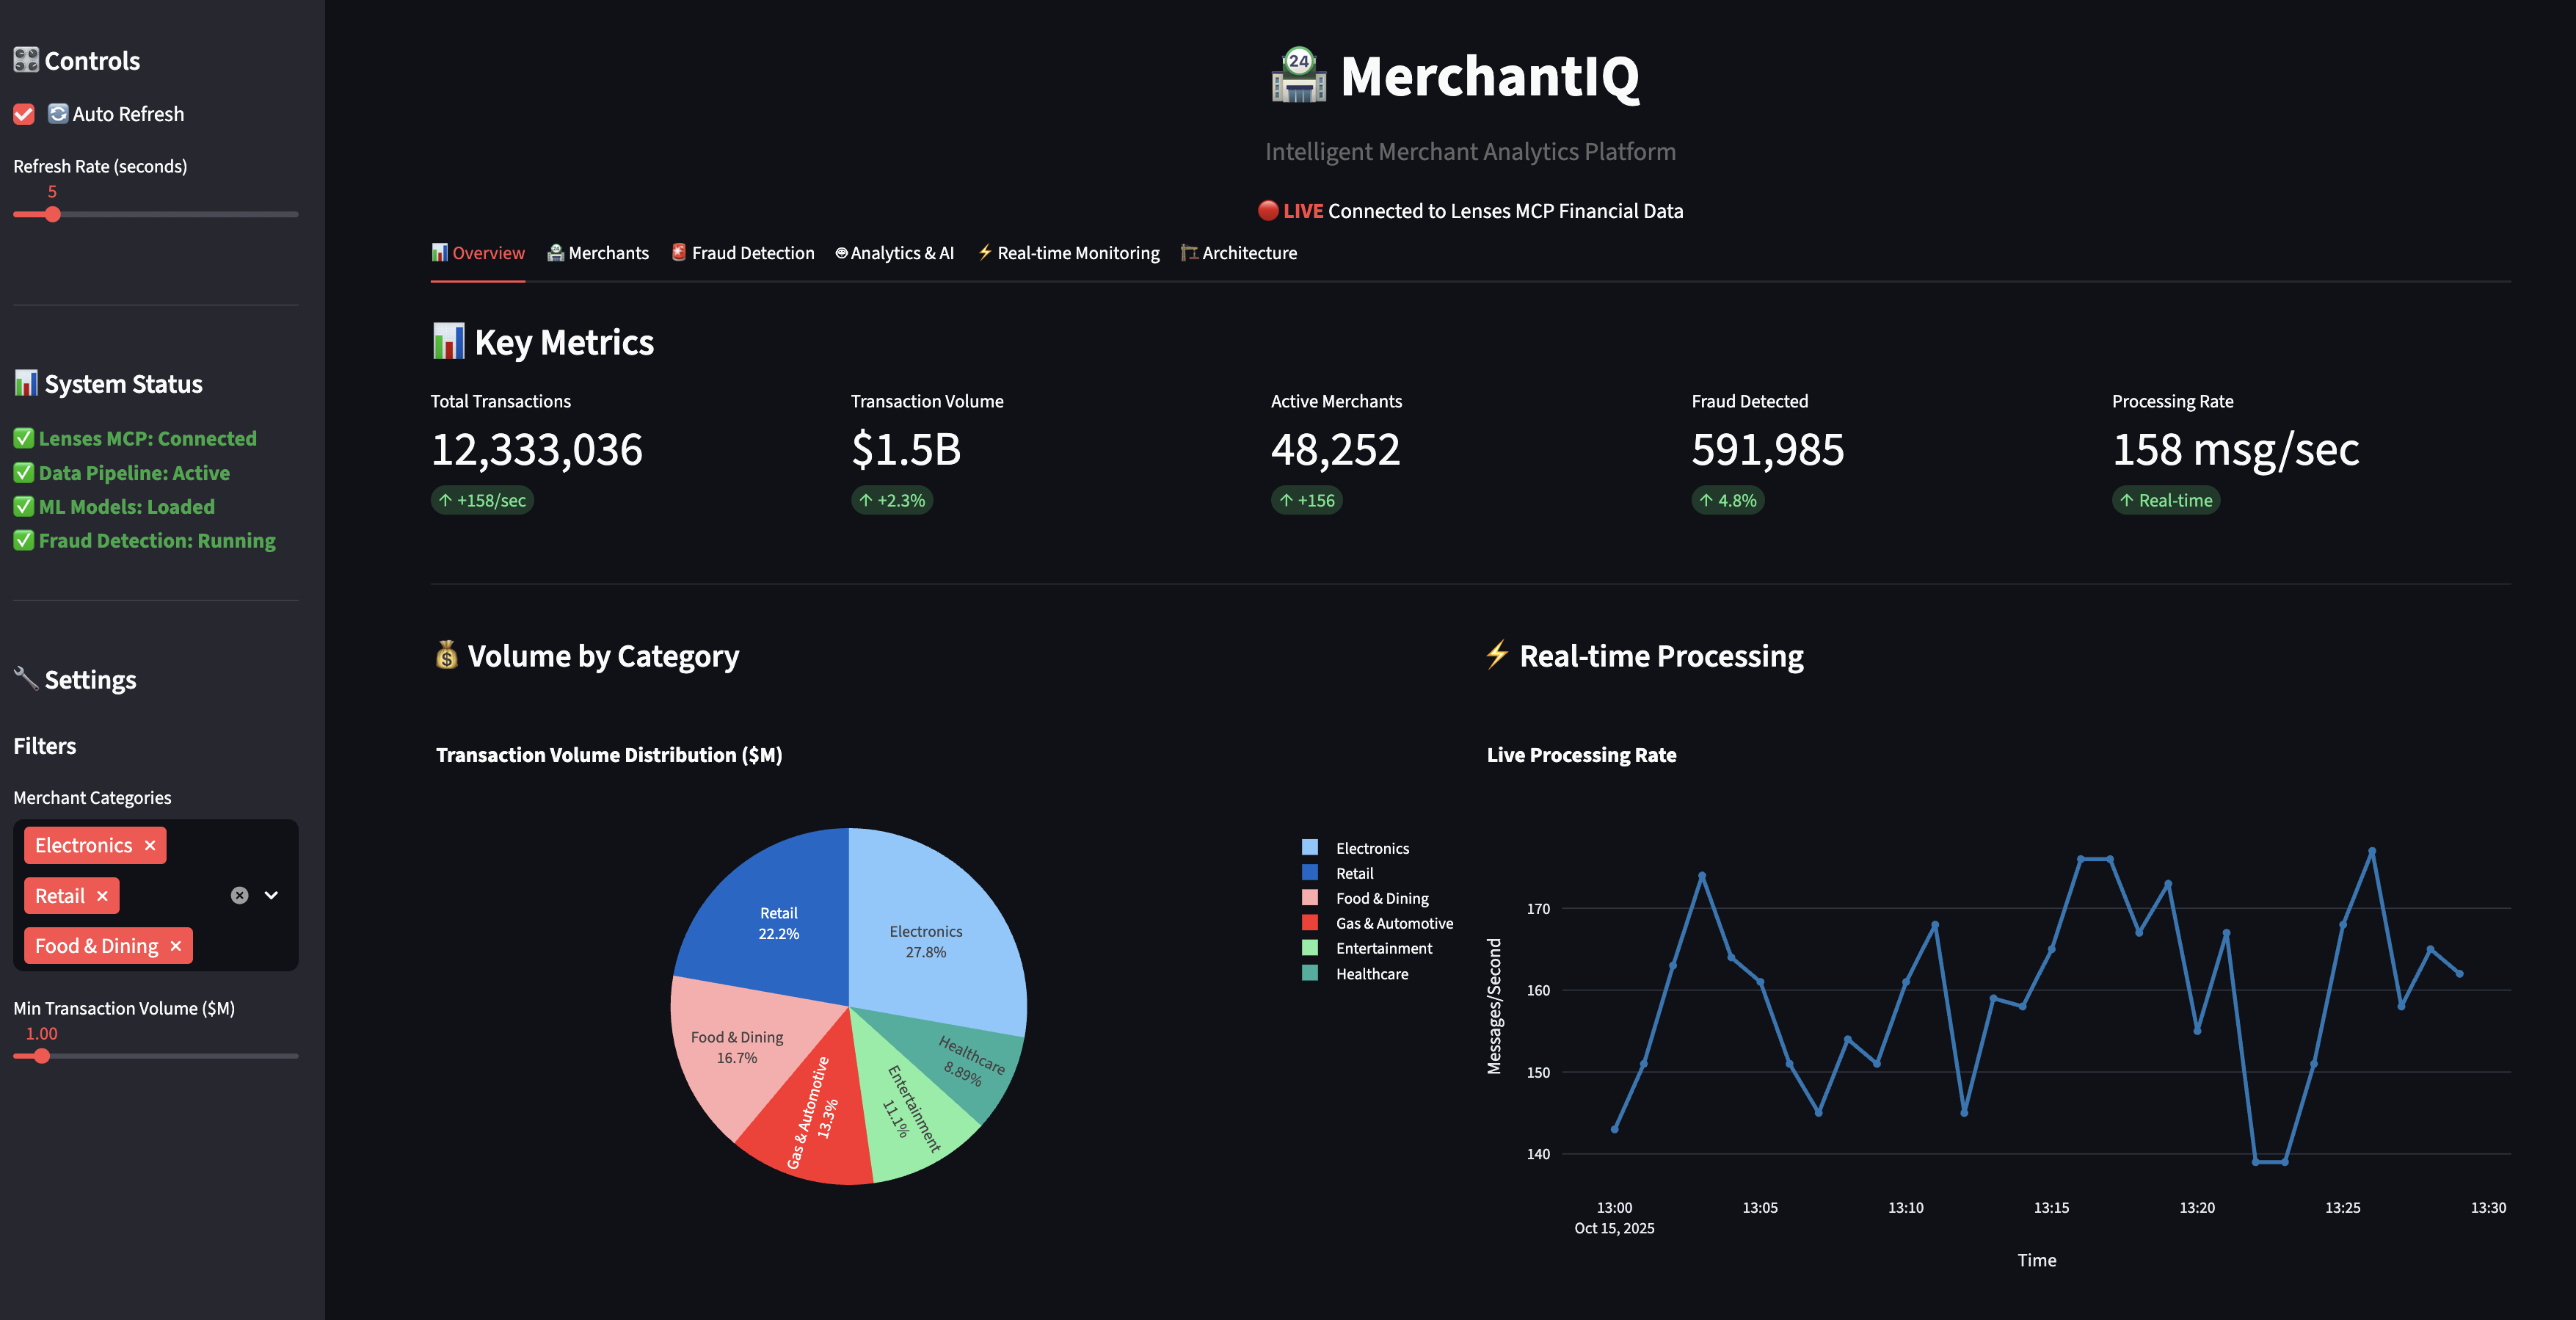 Controls
Auto Refresh
Refresh Rate (seconds)
5
System Status
Lenses MCP: Connected
Data Pipeline: Active
ML Models: Loaded
Fraud Detection: Running
Settings
Filters
Merchant Categories
Electronics ×
Retail ×
Food & Dining ×
Min Transaction Volume ($M)
1.00
24
MerchantIQ
Intelligent Merchant Analytics Platform
LIVE Connected to Lenses MCP Financial Data
Overview Merchants Fraud Detection Analytics & AI Real-time Monitoring Architecture
Key Metrics
Total Transactions
12,333,036
↑ +158/sec
Transaction Volume
$1.5B
↑ +2.3%
Active Merchants
48,252
↑ +156
Fraud Detected
591,985
↑ 4.8%
Processing Rate
158 msg/sec
↑ Real-time
Volume by Category
Transaction Volume Distribution ($M)
Retail
22.2%
Electronics
27.8%
Food & Dining
16.7%
Gas & Automotive
13.3%
Entertainment
11.1%
Healthcare
8.89%
Electronics
Retail
Food & Dining
Gas & Automotive
Entertainment
Healthcare
Real-time Processing
Live Processing Rate
Messages/Second
170
160
150
140
13:00 13:05 13:10 13:15 13:20 13:25 13:30
Oct 15, 2025
Time